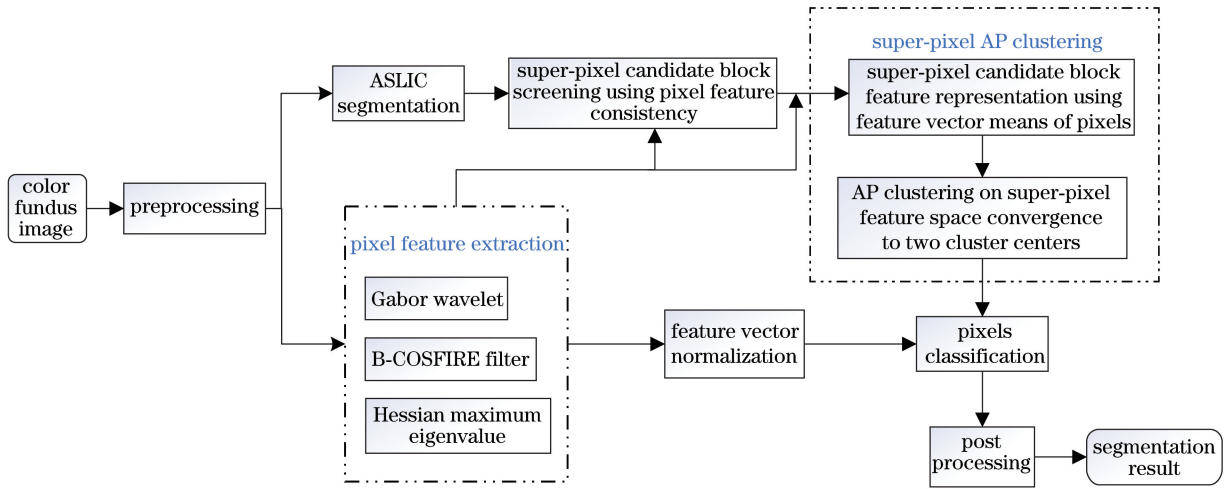 color
fundus
image
preprocessing
ASLIC
segmentation
super-pixel candidate block
screening using pixel feature
consistency
super-pixel AP clustering
super-pixel candidate block
feature representation using
feature vector means of pixels
AP clustering on super-pixel
feature space convergence
to two cluster centers
pixel feature extraction
Gabor wavelet
B-COSFIRE filter
Hessian maximum
eigenvalue
feature vector
normalization
pixels
classification
post
processing
segmentation
result